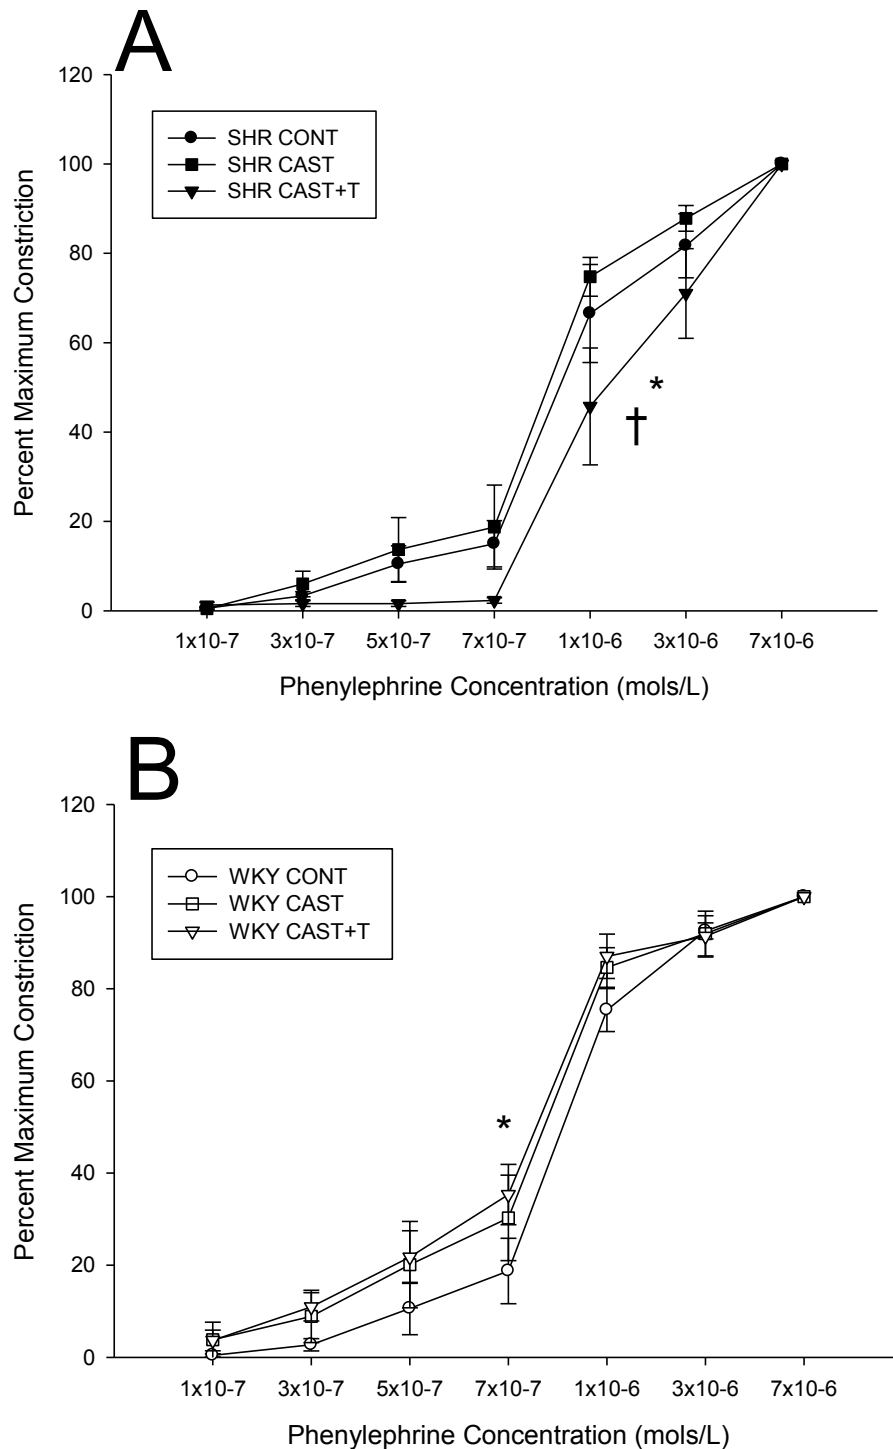 A
120
100
80
60
40
20
0
Percent Maximum Constriction
SHR CONT
SHR CAST
SHR CAST+T
*
†
1x10-7 3x10-7 5x10-7 7x10-7 1x10-6 3x10-6 7x10-6
Phenylephrine Concentration (mols/L)
B
120
100
80
60
40
20
0
Percent Maximum Constriction
WKY CONT
WKY CAST
WKY CAST+T
*
1x10-7 3x10-7 5x10-7 7x10-7 1x10-6 3x10-6 7x10-6
Phenylephrine Concentration (mols/L)